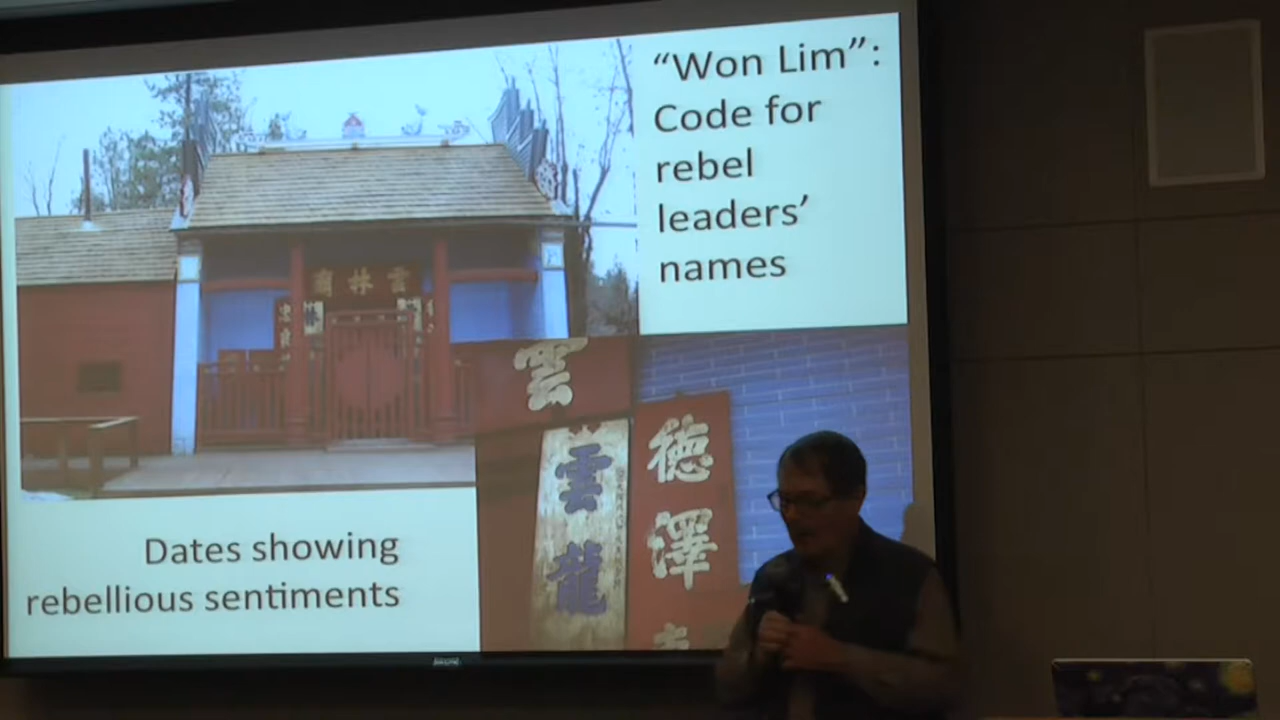 “Won Lim”:
Code for
rebel
leaders’
names
廟林雲
雲
雲龍
德澤
Dates showing
rebellious sentiments